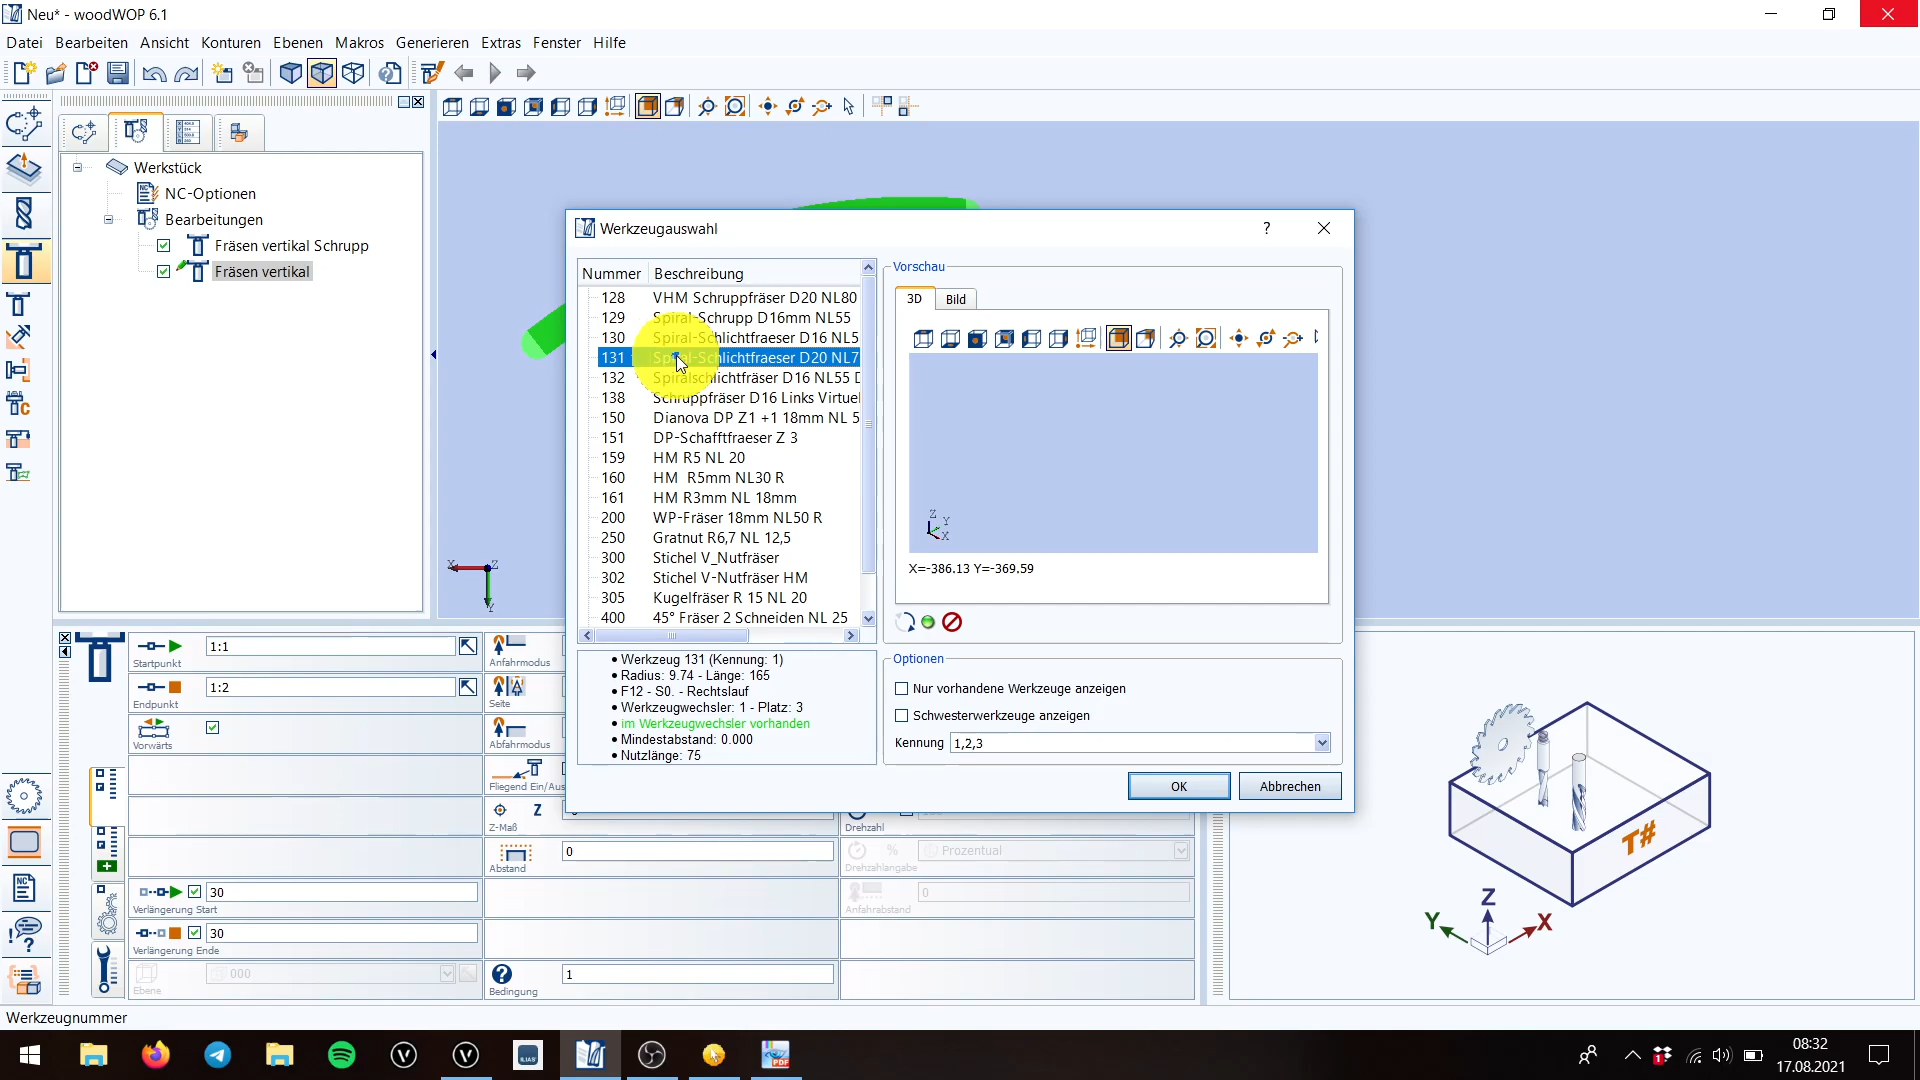 Neu* - woodWOP 6.1
Datei Bearbeiten Ansicht Konturen Ebenen Makros Generieren Extras Fenster Hilfe
Werkstück
NC-Optionen
Bearbeitungen
Fräsen vertikal Schrupp
Fräsen vertikal
Werkzeugauswahl
Nummer Beschreibung
128 VHM Schruppfräser D20 NL80
129 Spiral-Schrupp D16mm NL55
130 Spiral-Schlichtfraeser D16 NL5
131 Spiral-Schlichtfraeser D20 NL7
132 Spiralschlichtfräser D16 NL55 D
138 Schruppfräser D16 Links Virtuel
150 Dianova DP Z1 +1 18mm NL 5
151 DP-Schafftfraeser Z 3
159 HM R5 NL 20
160 HM R5mm NL30 R
161 HM R3mm NL 18mm
200 WP-Fräser 18mm NL50 R
250 Gratnut R6,7 NL 12,5
300 Stichel V_Nutfräser
302 Stichel V-Nutfräser HM
305 Kugelfräser R 15 NL 20
400 45° Fräser 2 Schneiden NL 25
• Werkzeug 131 (Kennung: 1)
• Radius: 9.74 - Länge: 165
• F12 - S0. - Rechtslauf
• Werkzeugwechsler: 1 - Platz: 3
• im Werkzeugwechsler vorhanden
• Mindestabstand: 0.000
• Nutzlänge: 75
Vorschau
3D Bild
Z Y
X
X=-386.13 Y=-369.59
Optionen
Nur vorhandene Werkzeuge anzeigen
Schwesterwerkzeuge anzeigen
Kennung 1,2,3
OK Abbrechen
X Z
Y
1:1
Startpunkt
1:2
Endpunkt
Vorwärts
30
Verlängerung Start
30
Verlängerung Ende
000
Ebene
Anfahrmodus
Seite
Abfahrmodus
Fliegend Ein/Aus
Z
Z-Maß
0
Abstand
1
Bedingung
Drehzahl
% Prozentual
Drehzahlangabe
0
Anfahrabstand
T#
Z
Y X
Werkzeugnummer
08:32
17.08.2021